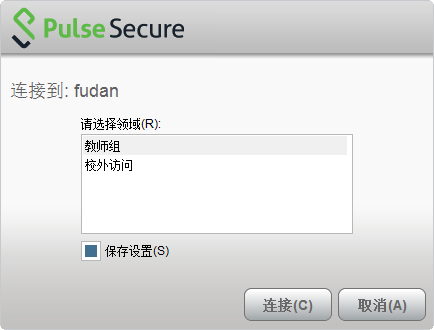 Pulse Secure
连接到: fudan
请选择领域(R):
教师组
校外访问
保存设置(S)
连接(C)
取消(A)